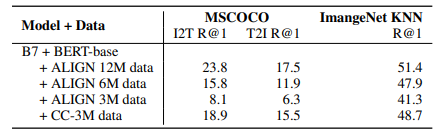 Model + Data MSCOCO ImangeNet KNN
I2T R@1 T2I R@1 R@1
B7 + BERT-base
+ ALIGN 12M data 23.8 17.5 51.4
+ ALIGN 6M data 15.8 11.9 47.9
+ ALIGN 3M data 8.1 6.3 41.3
+ CC-3M data 18.9 15.5 48.7